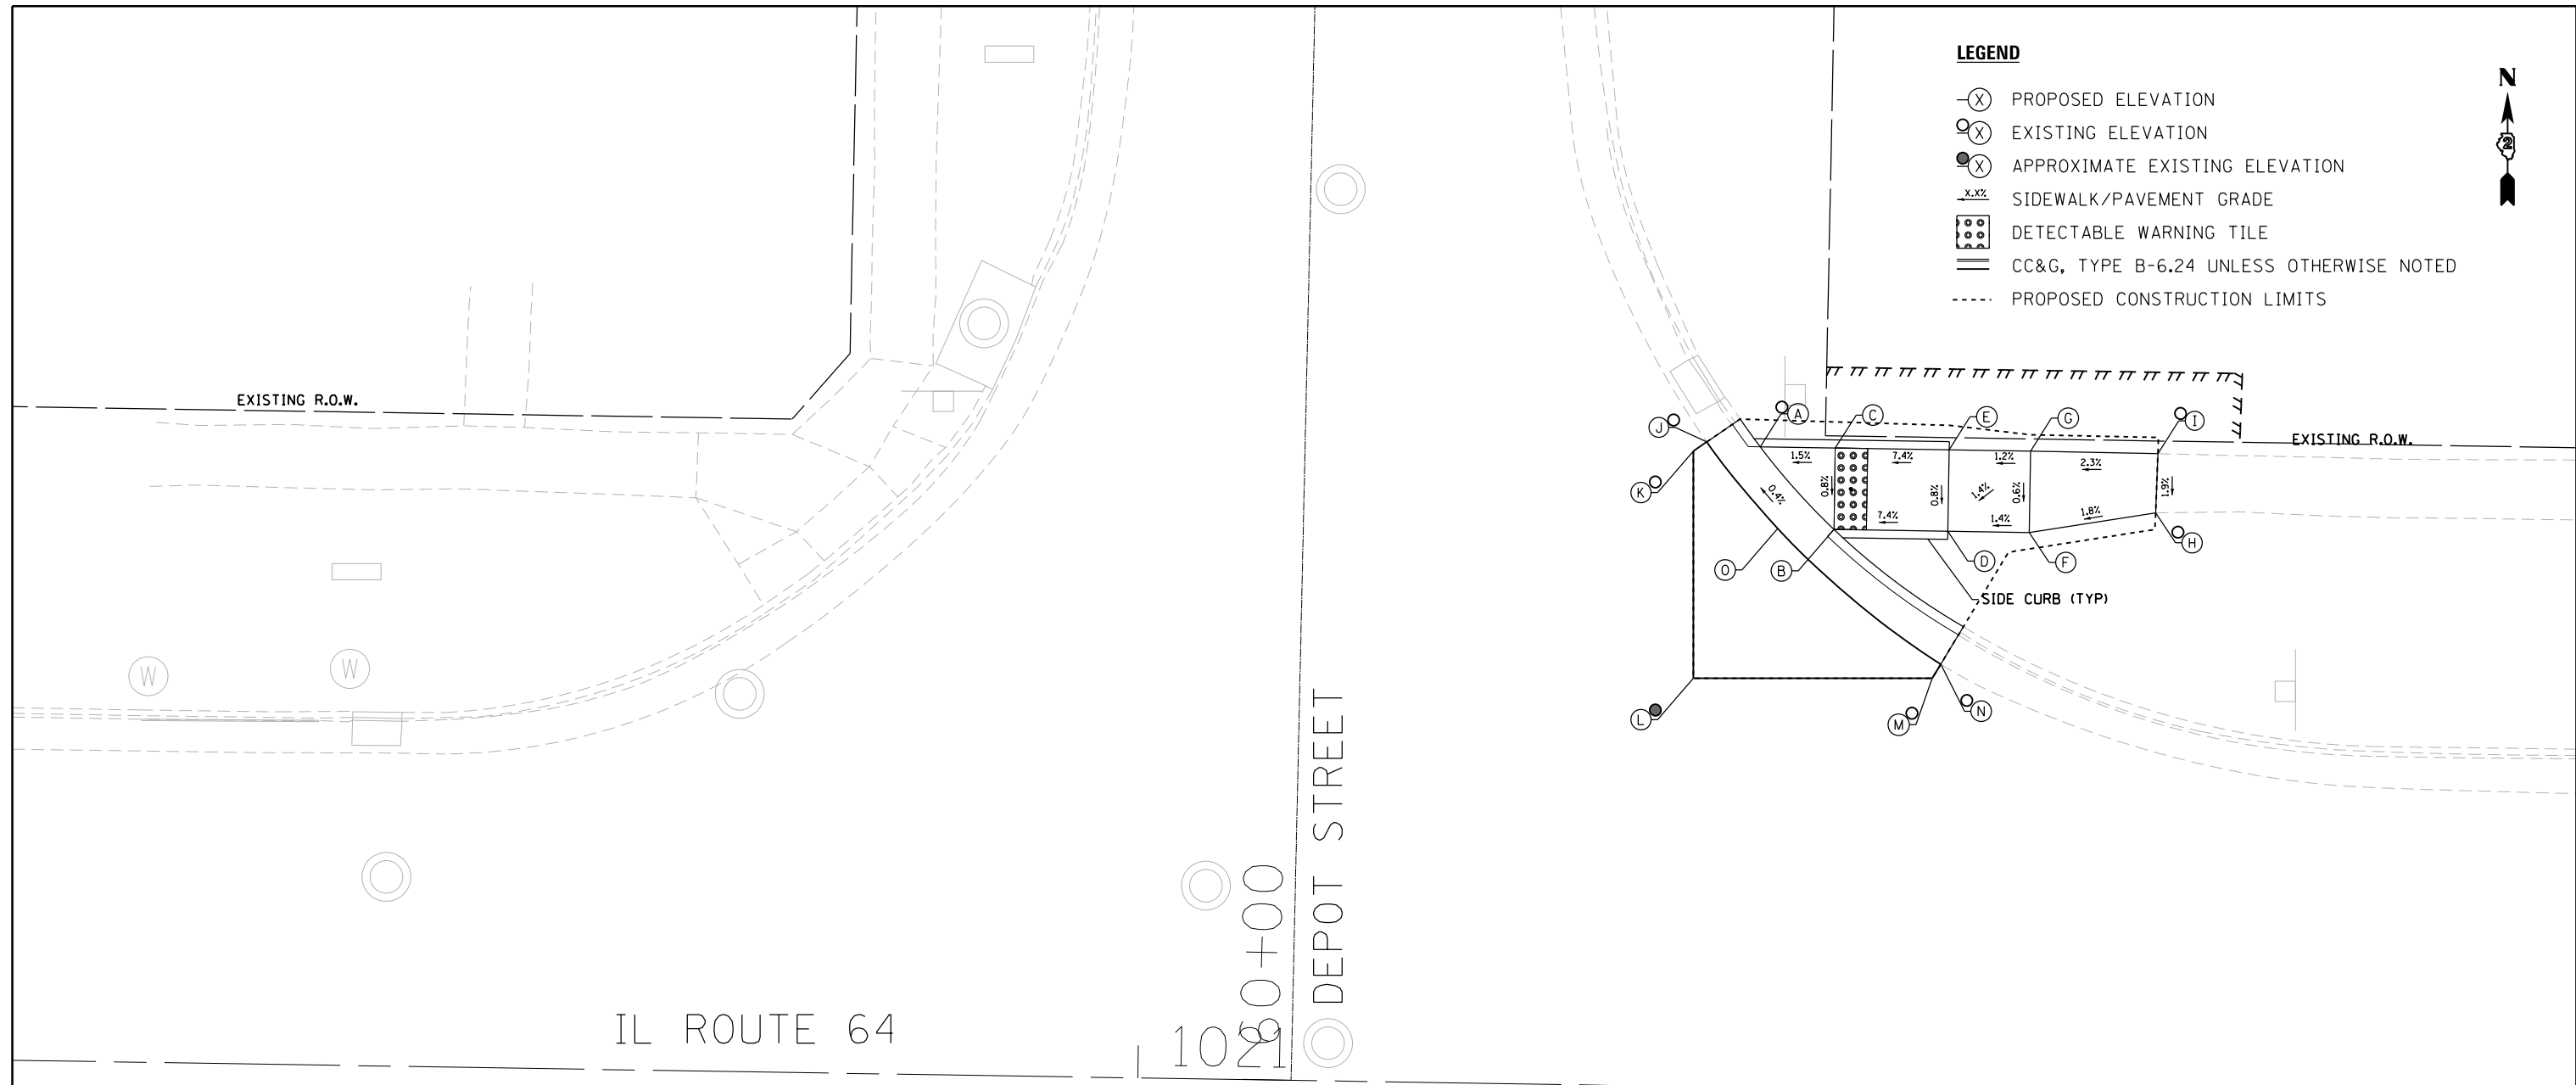 LEGEND
X PROPOSED ELEVATION
X EXISTING ELEVATION
X APPROXIMATE EXISTING ELEVATION
X.X% SIDEWALK/PAVEMENT GRADE
DETECTABLE WARNING TILE
CC&G, TYPE B-6.24 UNLESS OTHERWISE NOTED
PROPOSED CONSTRUCTION LIMITS
N
2
EXISTING R.O.W.
A
C
E
G
I
J
EXISTING R.O.W.
1.5%
7.4%
1.2%
2.3%
K
0.4%
0.8%
0.8%
1.4%
0.6%
1.9%
7.4%
1.4%
1.8%
H
O
B
D
F
SIDE CURB (TYP)
W
W
L
M
N
DEPOT STREET
IL ROUTE 64
1021
80+00